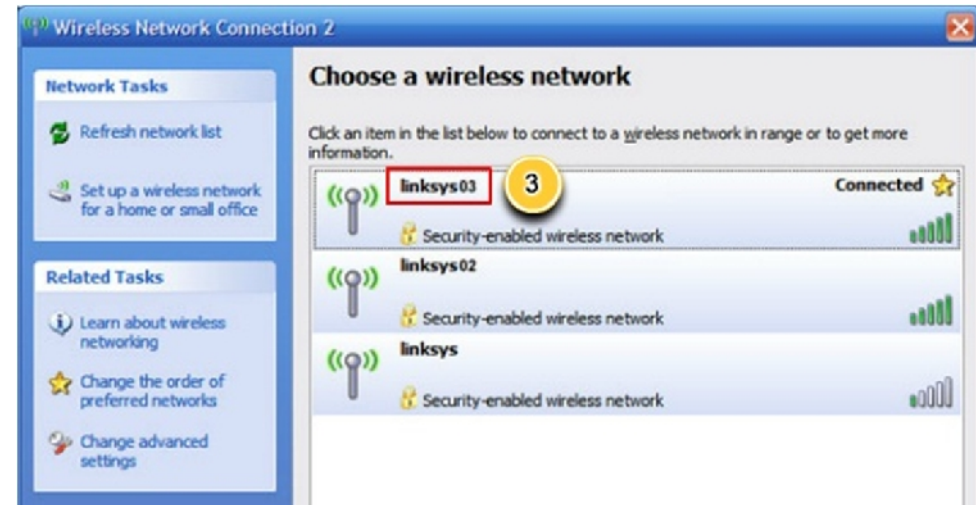 Wireless Network Connection 2
Network Tasks
Refresh network list
Set up a wireless network
for a home or small office
Related Tasks
Learn about wireless
networking
Change the order of
preferred networks
Change advanced
settings
Choose a wireless network
Click an item in the list below to connect to a wireless network in range or to get more
information.
linksys03
3
Connected
Security-enabled wireless network
linksys02
Security-enabled wireless network
linksys
Security-enabled wireless network